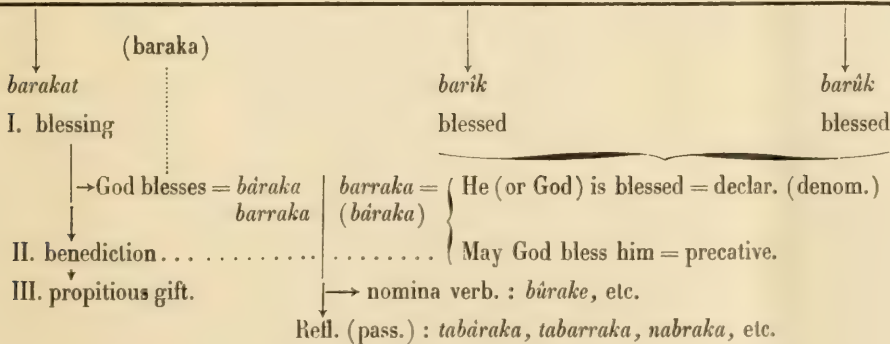 (baraka)
barakat barîk barûk
I. blessing blessed blessed
God blesses = bâraka barraka = He (or God) is blessed = declar. (denom.)
barraka (bâraka)
II. benediction . . . . . . . . . . . . . . . . . . . . May God bless him = precative.
III. propitious gift. nomina verb. : bûrake, etc.
Refl. (pass.) : tabâraka, tabarraka, nabraka, etc.